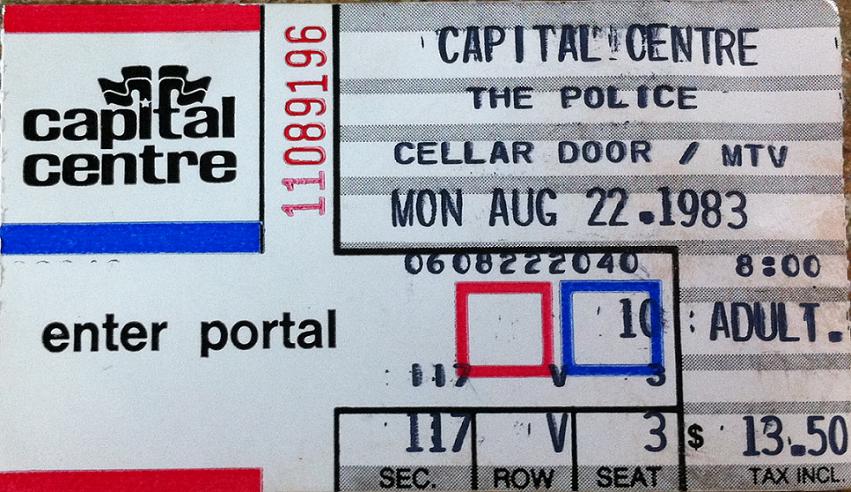 capital
centre
11089196
CAPITAL CENTRE
THE POLICE
CELLAR DOOR / MTV
MON AUG 22.1983
0608222040 8:00
enter portal
10 : ADULT.
117 V 3
117 V 3 $ 13.50
SEC. ROW SEAT TAX INCL.